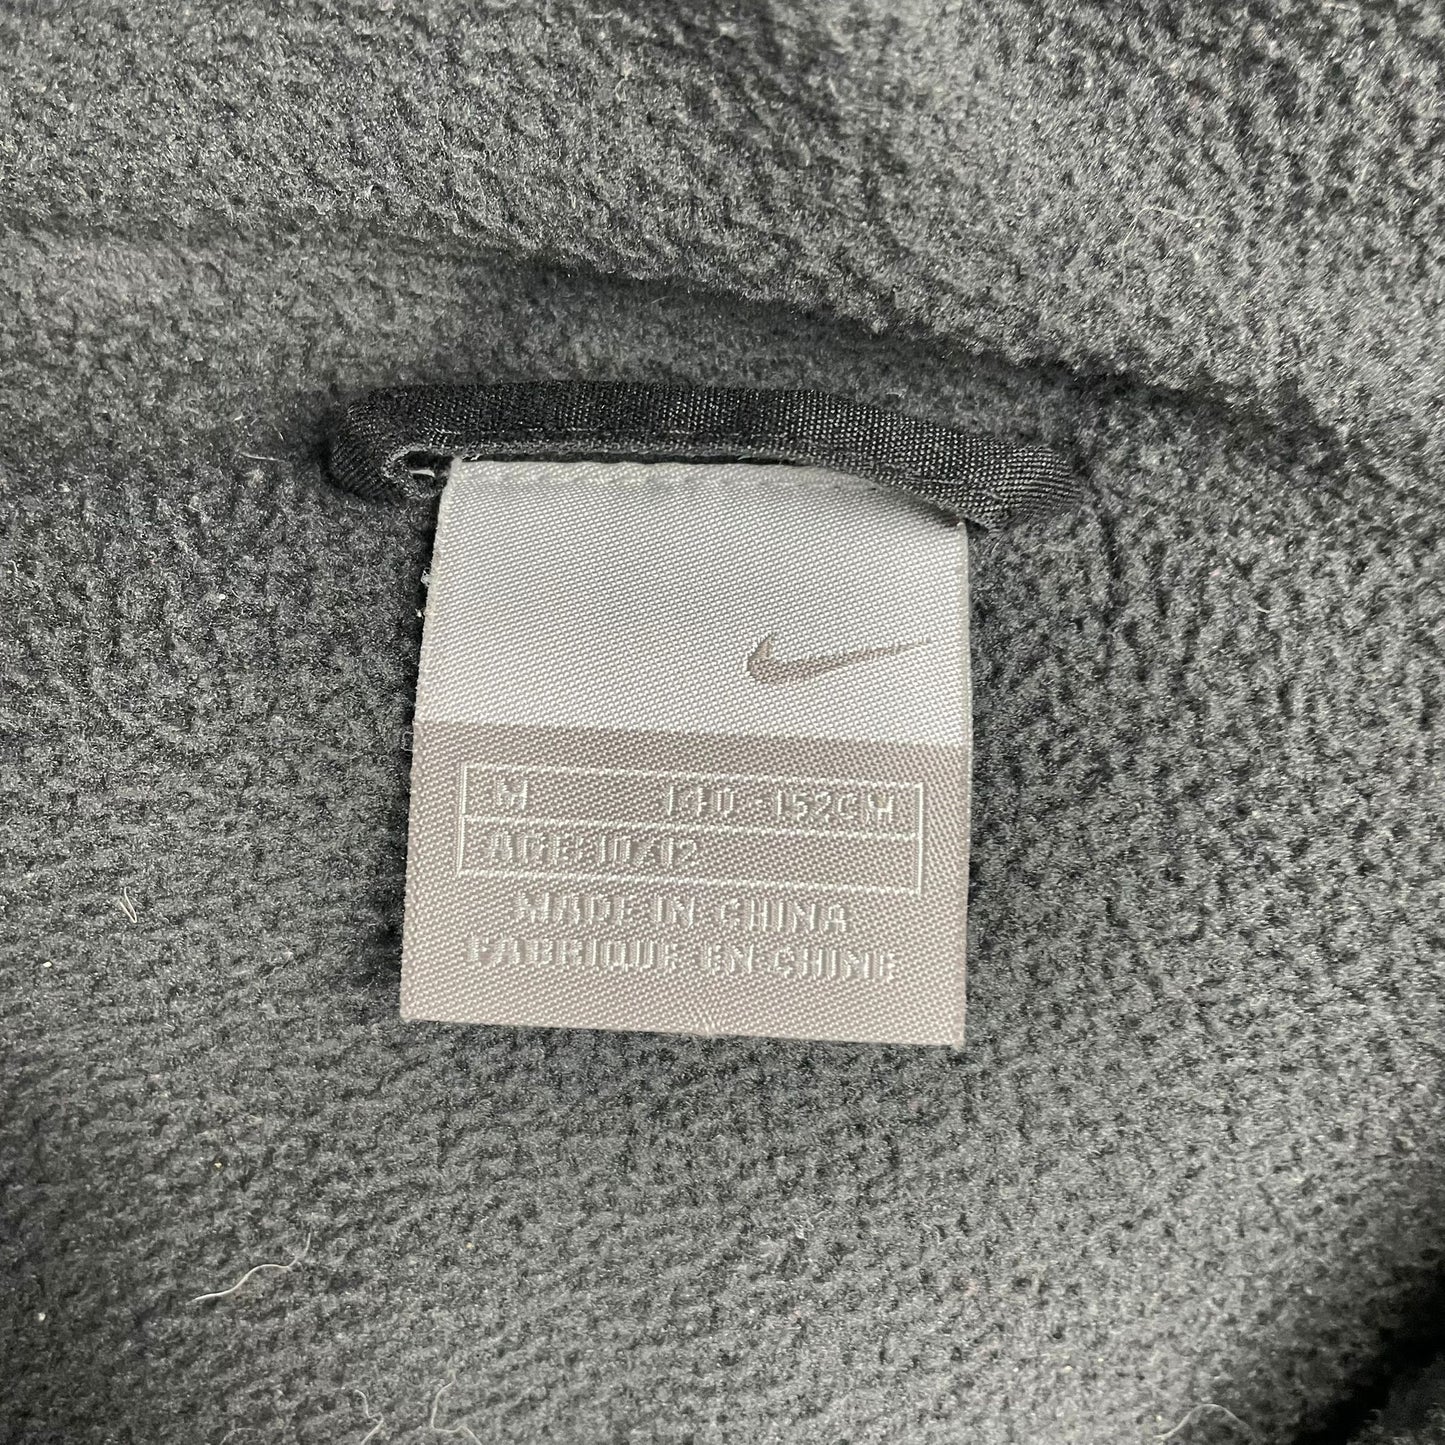 M 140-152CM
AGE 10/12
MADE IN CHINA
FABRIQUE EN CHINE